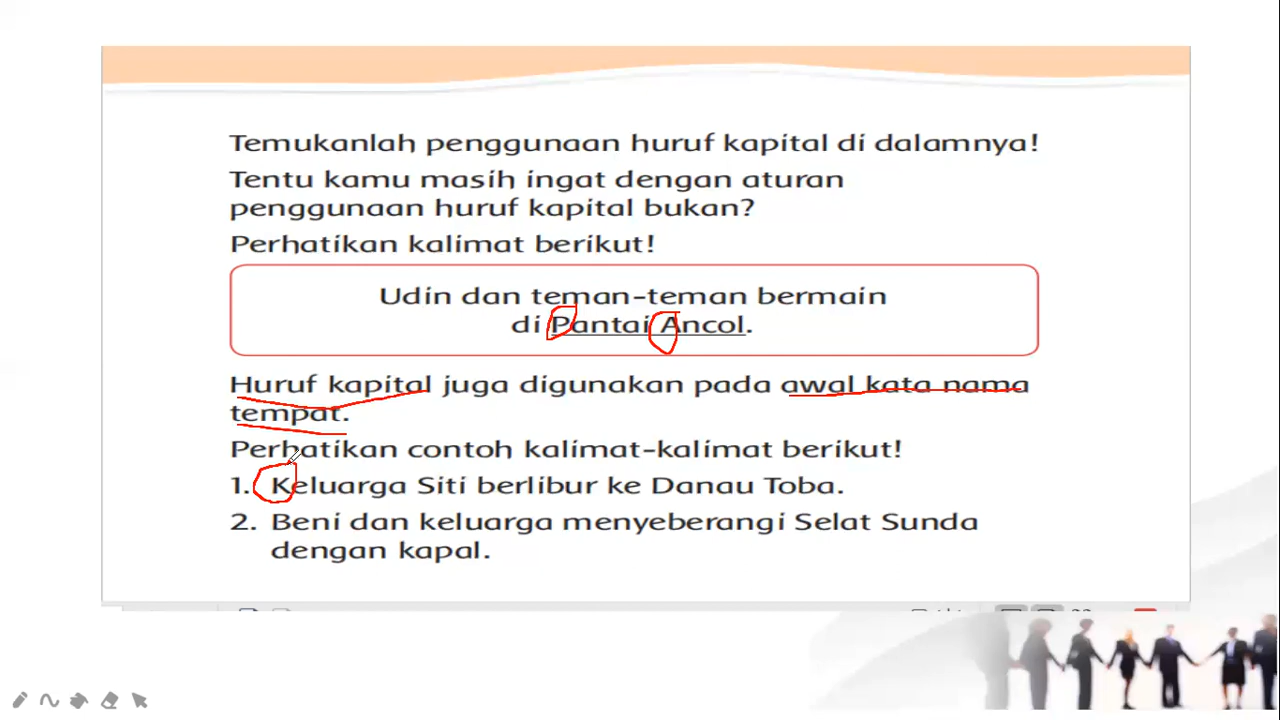 Temukanlah penggunaan huruf kapital di dalamnya!
Tentu kamu masih ingat dengan aturan
penggunaan huruf kapital bukan?
Perhatikan kalimat berikut!
Udin dan teman-teman bermain
di Pantai Ancol.
Huruf kapital juga digunakan pada awal kata nama
tempat.
Perhatikan contoh kalimat-kalimat berikut!
1. Keluarga Siti berlibur ke Danau Toba.
2. Beni dan keluarga menyeberangi Selat Sunda
dengan kapal.